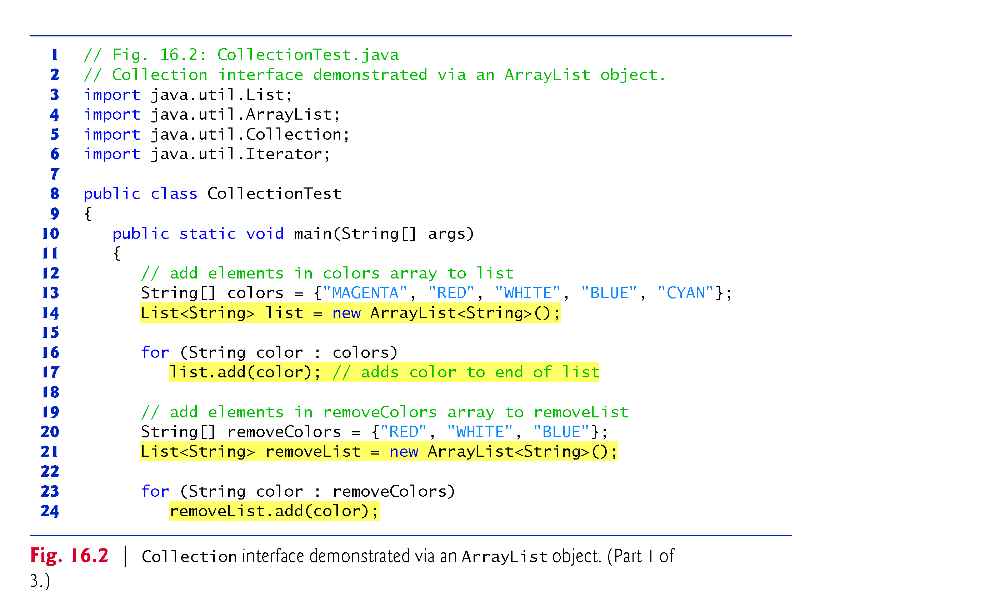 1 // Fig. 16.2: CollectionTest.java
2 // Collection interface demonstrated via an ArrayList object.
3 import java.util.List;
4 import java.util.ArrayList;
5 import java.util.Collection;
6 import java.util.Iterator;
7
8 public class CollectionTest
9 {
10    public static void main(String[] args)
11    {
12       // add elements in colors array to list
13       String[] colors = {"MAGENTA", "RED", "WHITE", "BLUE", "CYAN"};
14       List<String> list = new ArrayList<String>();
15
16       for (String color : colors)
17          list.add(color); // adds color to end of list
18
19       // add elements in removeColors array to removeList
20       String[] removeColors = {"RED", "WHITE", "BLUE"};
21       List<String> removeList = new ArrayList<String>();
22
23       for (String color : removeColors)
24          removeList.add(color);
Fig. 16.2 | Collection interface demonstrated via an ArrayList object. (Part 1 of
3.)